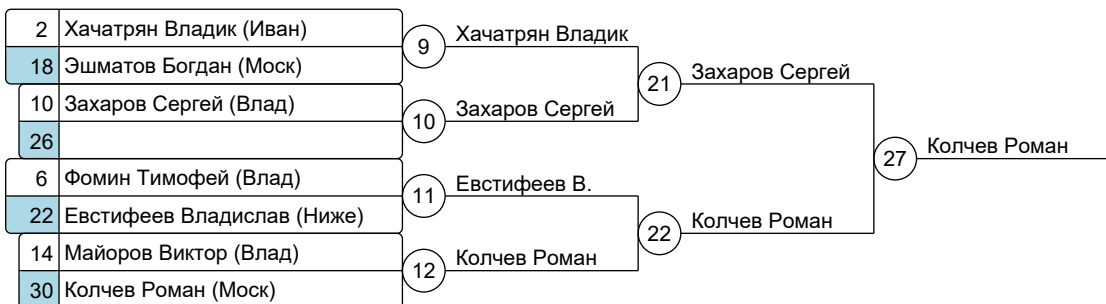 2 Хачатрян Владик (Иван)
18 Эшматов Богдан (Моск)
10 Захаров Сергей (Влад)
26
6 Фомин Тимофей (Влад)
22 Евстифеев Владислав (Ниже)
14 Майоров Виктор (Влад)
30 Колчев Роман (Моск)
9 Хачатрян Владик
10 Захаров Сергей
11 Евстифеев В.
12 Колчев Роман
21 Захаров Сергей
22 Колчев Роман
27 Колчев Роман